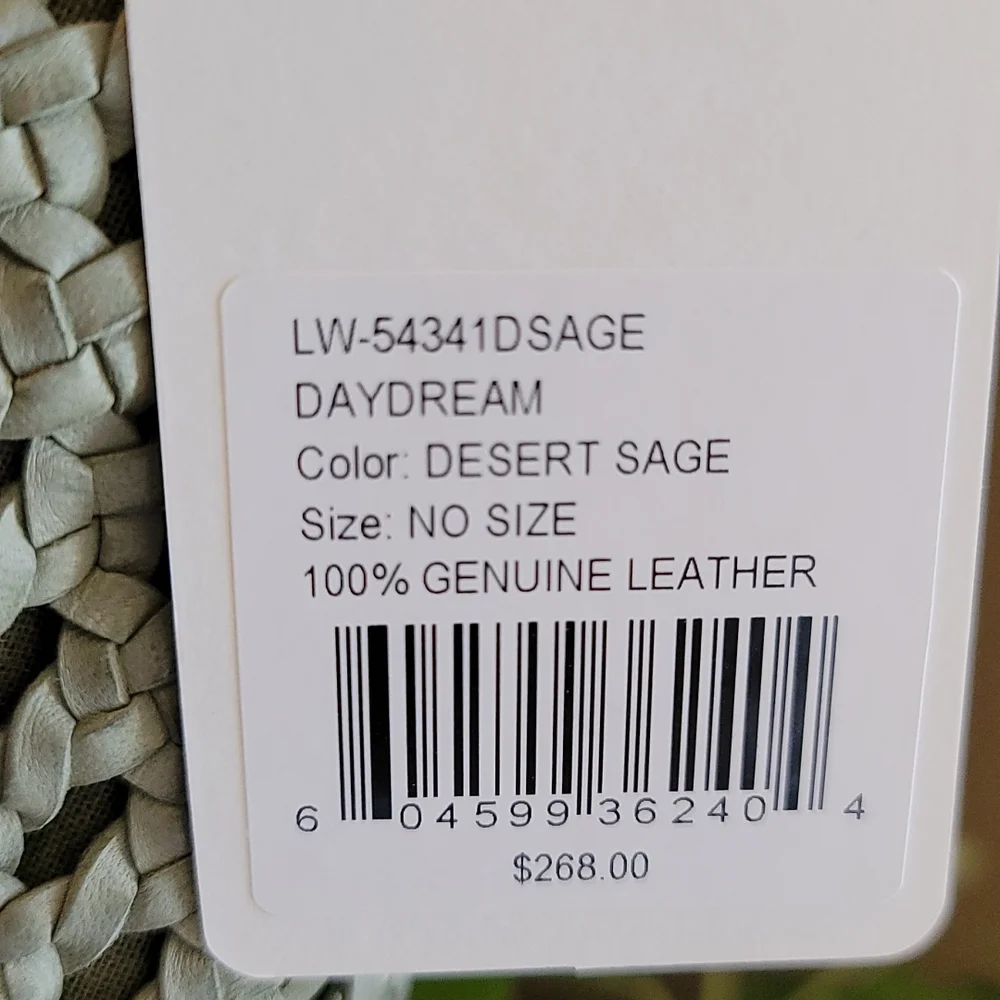 LW-54341DSAGE
DAYDREAM
Color: DESERT SAGE
Size: NO SIZE
100% GENUINE LEATHER
6 04599 36240 4
$268.00